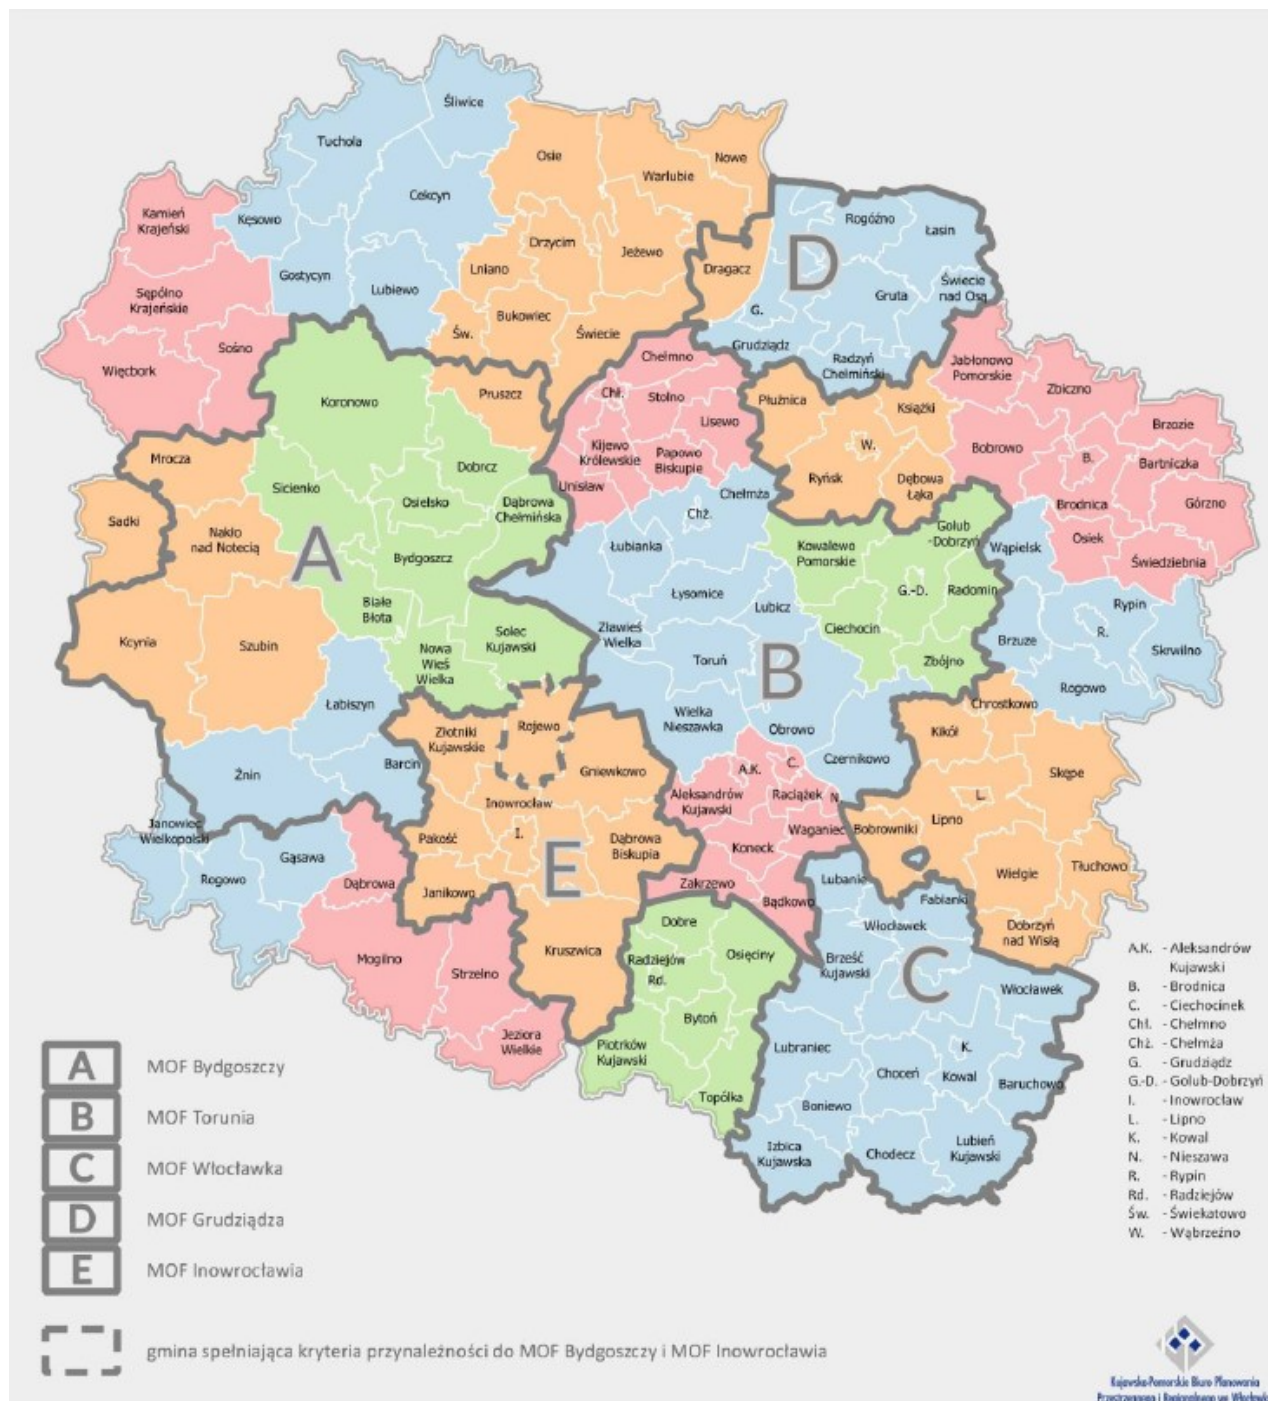 Śliwice
Tuchola
Osie
Nowe
Warlubie
Cekcyn
Kamień
Krajeński
Kęsowo
Rogóźno
Łasin
Drzycim
Jeżewo
D
Gostycyn
Lniano
Dragacz
Lubiewo
Sępólno
Krajeńskie
Gruta
Świecie
nad Osą
G.
Bukowiec
Św.
Świecie
Grudziądz
Sośno
Radzyń
Chełmiński
Chełmno
Jabłonowo
Pomorskie
Więcbork
Zbiczno
Koronowo
Pruszcz
Chł.
Stolno
Płużnica
Książki
Lisewo
Brzozie
Kijewo
Królewskie
Papowo
Biskupie
W.
Bobrowo
B.
Bartniczka
Mrocza
Dobrcz
Ryńsk
Dębowa
Łąka
Sicienko
Unisław
Chełmża
Osielsko
Dąbrowa
Chełmińska
Brodnica
Górzno
Sadki
Chż.
Golub
-Dobrzyń
Nakło
nad Notecią
A
Łubianka
Kowalewo
Pomorskie
Osiek
Wąpielsk
Świedziebnia
Bydgoszcz
Łysomice
G.-D.
Radomin
Białe
Błota
Lubicz
Rypin
Kcynia
Szubin
Solec
Kujawski
Zławieś
Wielka
Ciechocin
Brzuze
R.
Skrwilno
Nowa
Wieś
Wielka
Toruń
B
Zbójno
Rogowo
Łabiszyn
Wielka
Nieszawka
Obrowo
Chrostkowo
Złotniki
Kujawskie
Rojewo
Kikół
Czernikowo
Żnin
Barcin
Gniewkowo
A.K.
C.
Skępe
Aleksandrów
Kujawski
Raciążek
N
L.
Inowrocław
Janowiec
Wielkopolski
I.
Pakość
Dąbrowa
Biskupia
Waganiec
Bobrowniki
Lipno
Koneck
Gąsawa
Rogowo
Dąbrowa
Janikowo
E
Zakrzewo
Lubanie
Wielgie
Tłuchowo
Bądkowo
Fabianki
Dobre
Włocławek
Dobrzyń
nad Wisłą
Mogilno
Strzelno
Kruszwica
Radziejów
Rd.
Osięciny
Brześć
Kujawski
C
Włocławek
Bytoń
Jeziora
Wielkie
Piotrków
Kujawski
Lubraniec
K.
Choceń
Kowal
Baruchowo
Topólka
Boniewo
Izbica
Kujawska
Chodecz
Lubień
Kujawski
A.K. - Aleksandrów
Kujawski
B. - Brodnica
C. - Ciechocinek
Chł. - Chełmno
Chż. - Chełmża
G. - Grudziądz
G.-D. - Golub-Dobrzyń
I. - Inowrocław
L. - Lipno
K. - Kowal
N. - Nieszawa
R. - Rypin
Rd. - Radziejów
Św. - Świekatowo
W. - Wąbrzeźno
A MOF Bydgoszczy
B MOF Torunia
C MOF Włocławka
D MOF Grudziądza
E MOF Inowrocławia
gmina spełniająca kryteria przynależności do MOF Bydgoszczy i MOF Inowrocławia
Kujawsko-Pomorskie Biuro Planowania
Przestrzennego i Regionalnego we Włocławku